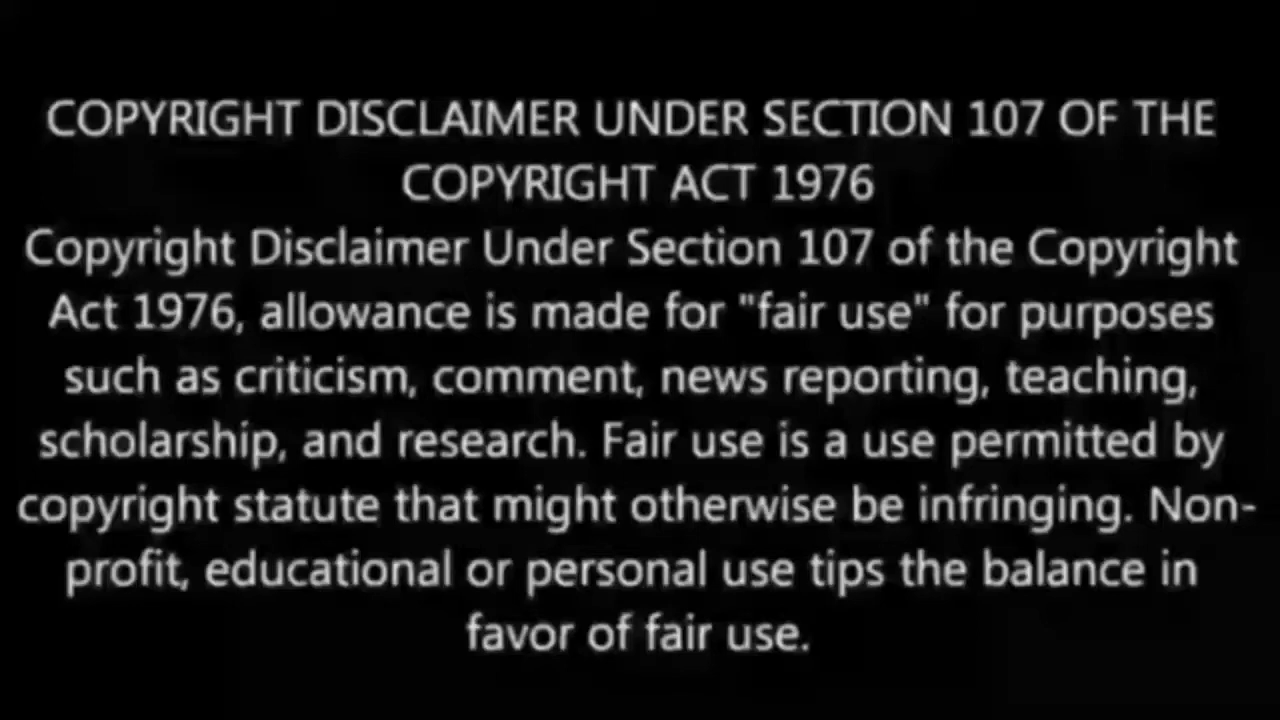 COPYRIGHT DISCLAIMER UNDER SECTION 107 OF THE
COPYRIGHT ACT 1976
Copyright Disclaimer Under Section 107 of the Copyright
Act 1976, allowance is made for "fair use" for purposes
such as criticism, comment, news reporting, teaching,
scholarship, and research. Fair use is a use permitted by
copyright statute that might otherwise be infringing. Non-
profit, educational or personal use tips the balance in
favor of fair use.